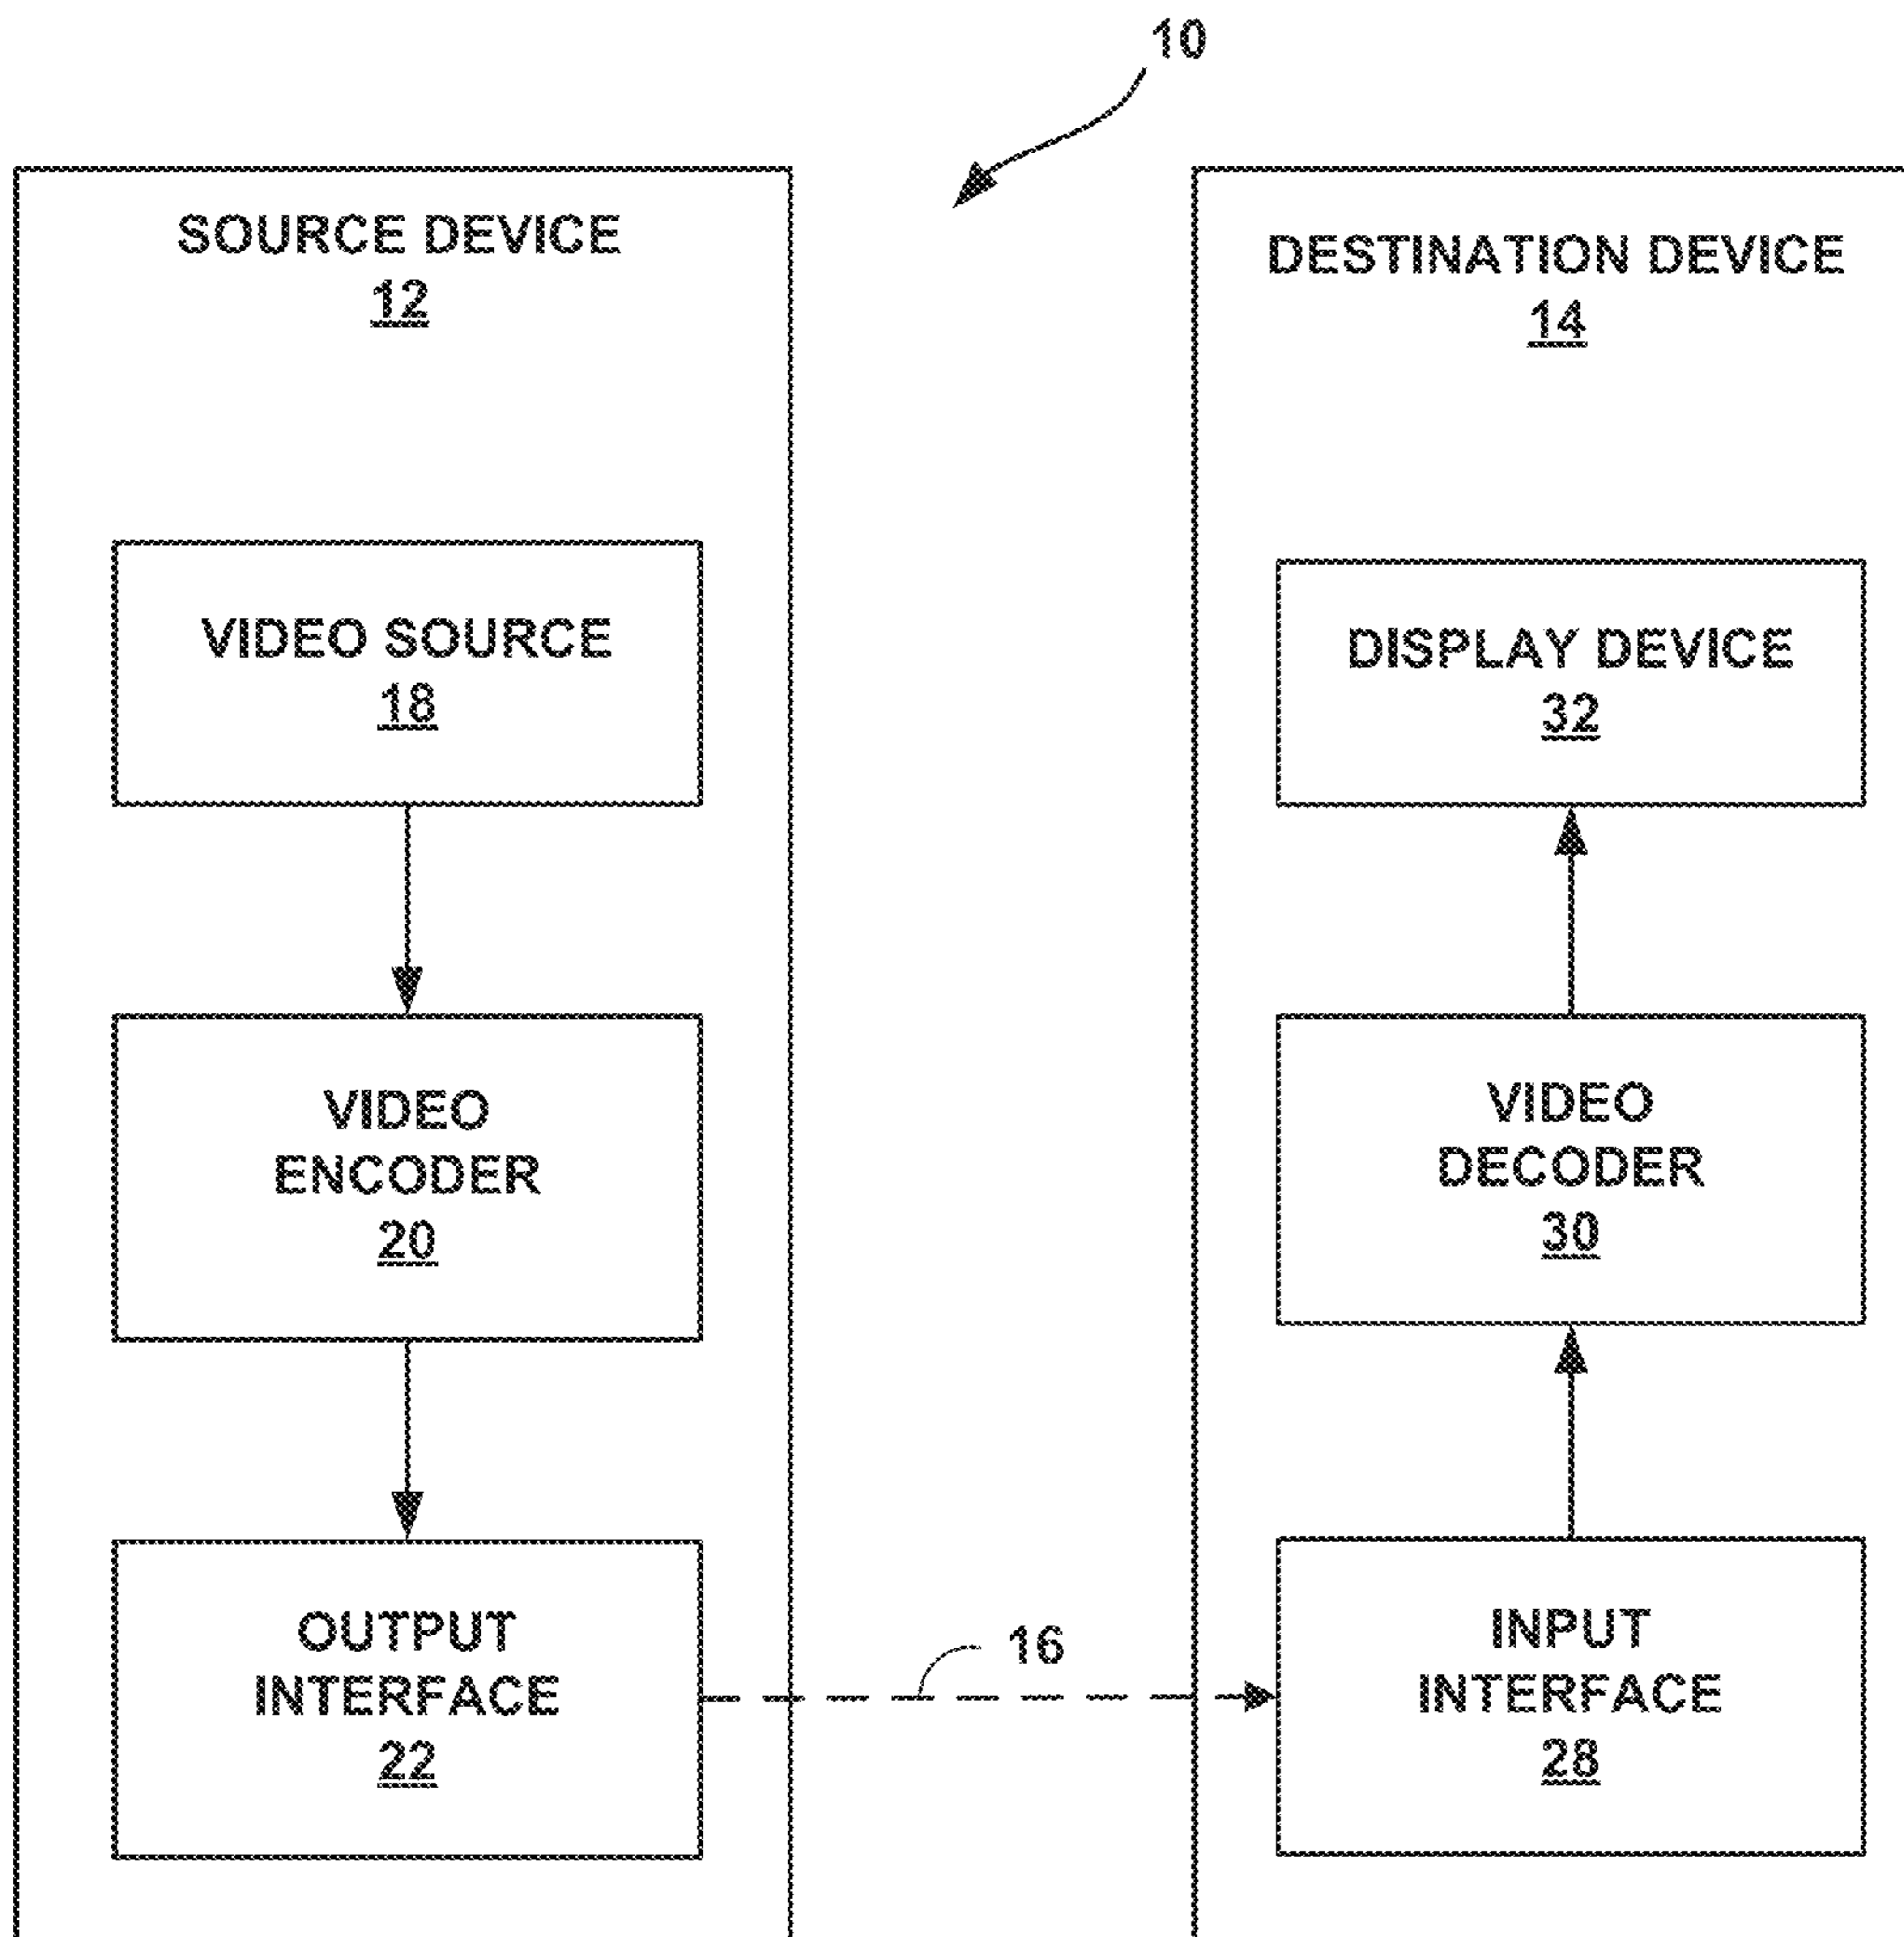 10
SOURCE DEVICE
12
VIDEO SOURCE
18
VIDEO
ENCODER
20
OUTPUT
INTERFACE
22
16
DESTINATION DEVICE
14
DISPLAY DEVICE
32
VIDEO
DECODER
30
INPUT
INTERFACE
28